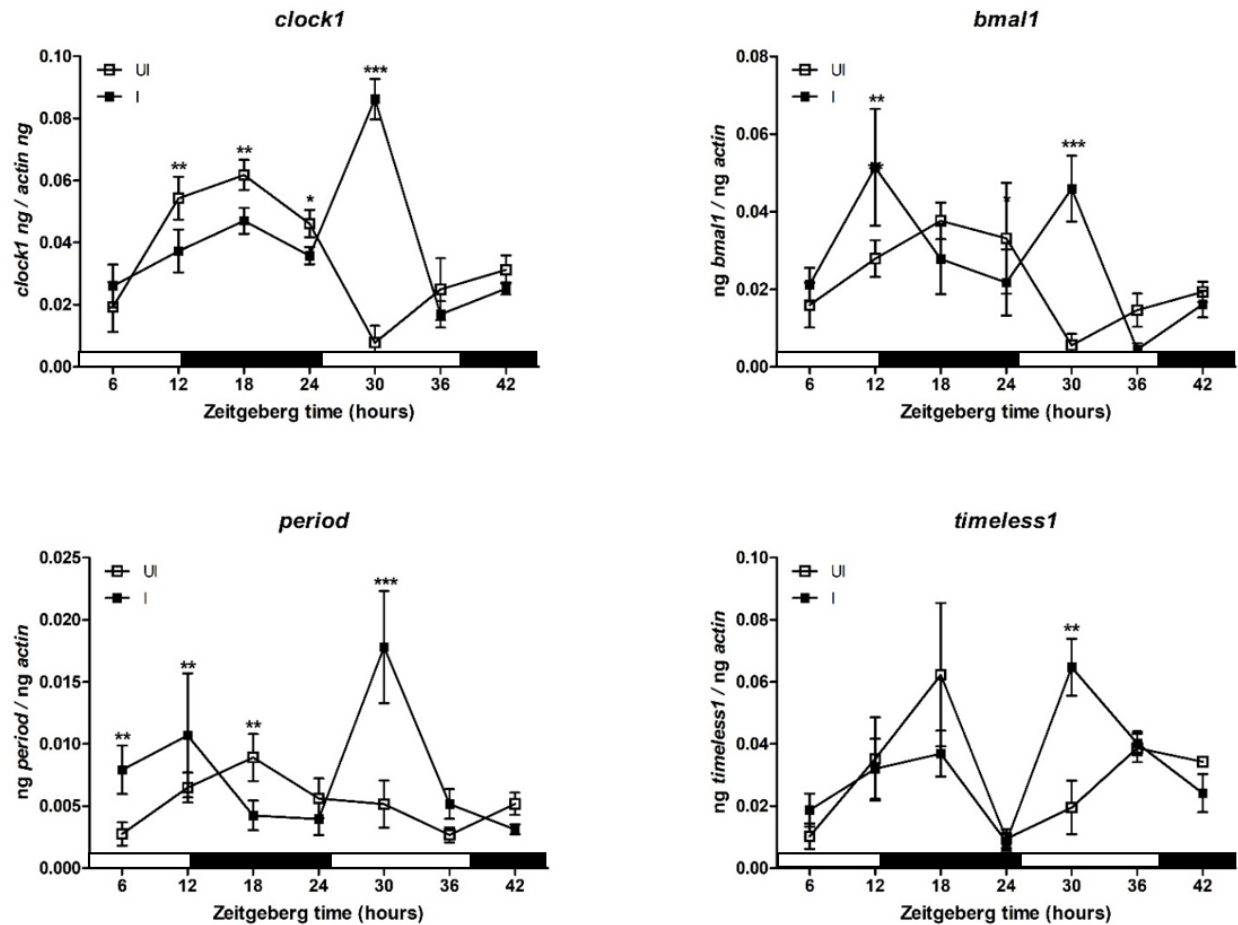 clock1
clock1 ng / actin ng
0.10
0.08
0.06
0.04
0.02
0.00
UI
I
**
**
*
***
6 12 18 24 30 36 42
Zeitgeberg time (hours)
bmal1
ng bmal1 / ng actin
0.08
0.06
0.04
0.02
0.00
UI
I
**
**
*
***
6 12 18 24 30 36 42
Zeitgeberg time (hours)
period
ng period / ng actin
0.025
0.020
0.015
0.010
0.005
0.000
UI
I
**
**
**
***
6 12 18 24 30 36 42
Zeitgeberg time (hours)
timeless1
ng timeless1 / ng actin
0.10
0.08
0.06
0.04
0.02
0.00
UI
I
**
6 12 18 24 30 36 42
Zeitgeberg time (hours)